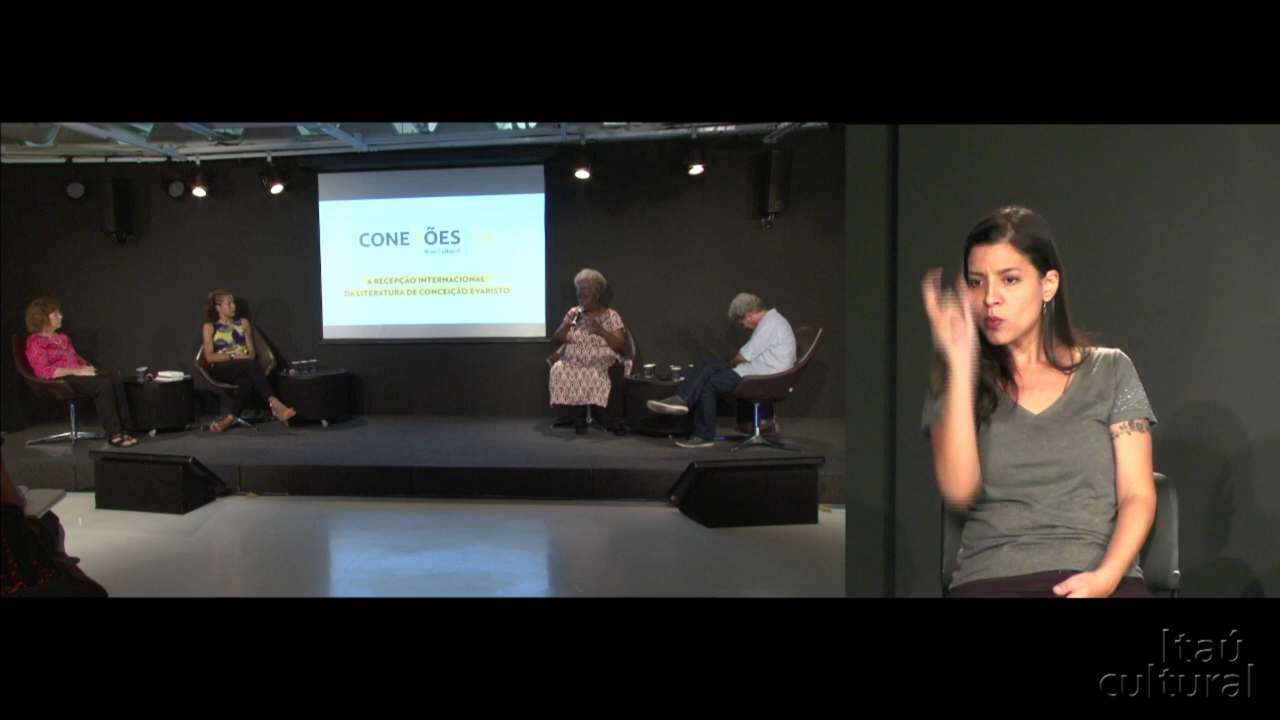 CONE ÕES
A RECEPÇÃO INTERNACIONAL
DA LITERATURA DE CONCEIÇÃO EVARISTO
Itaú
cultural